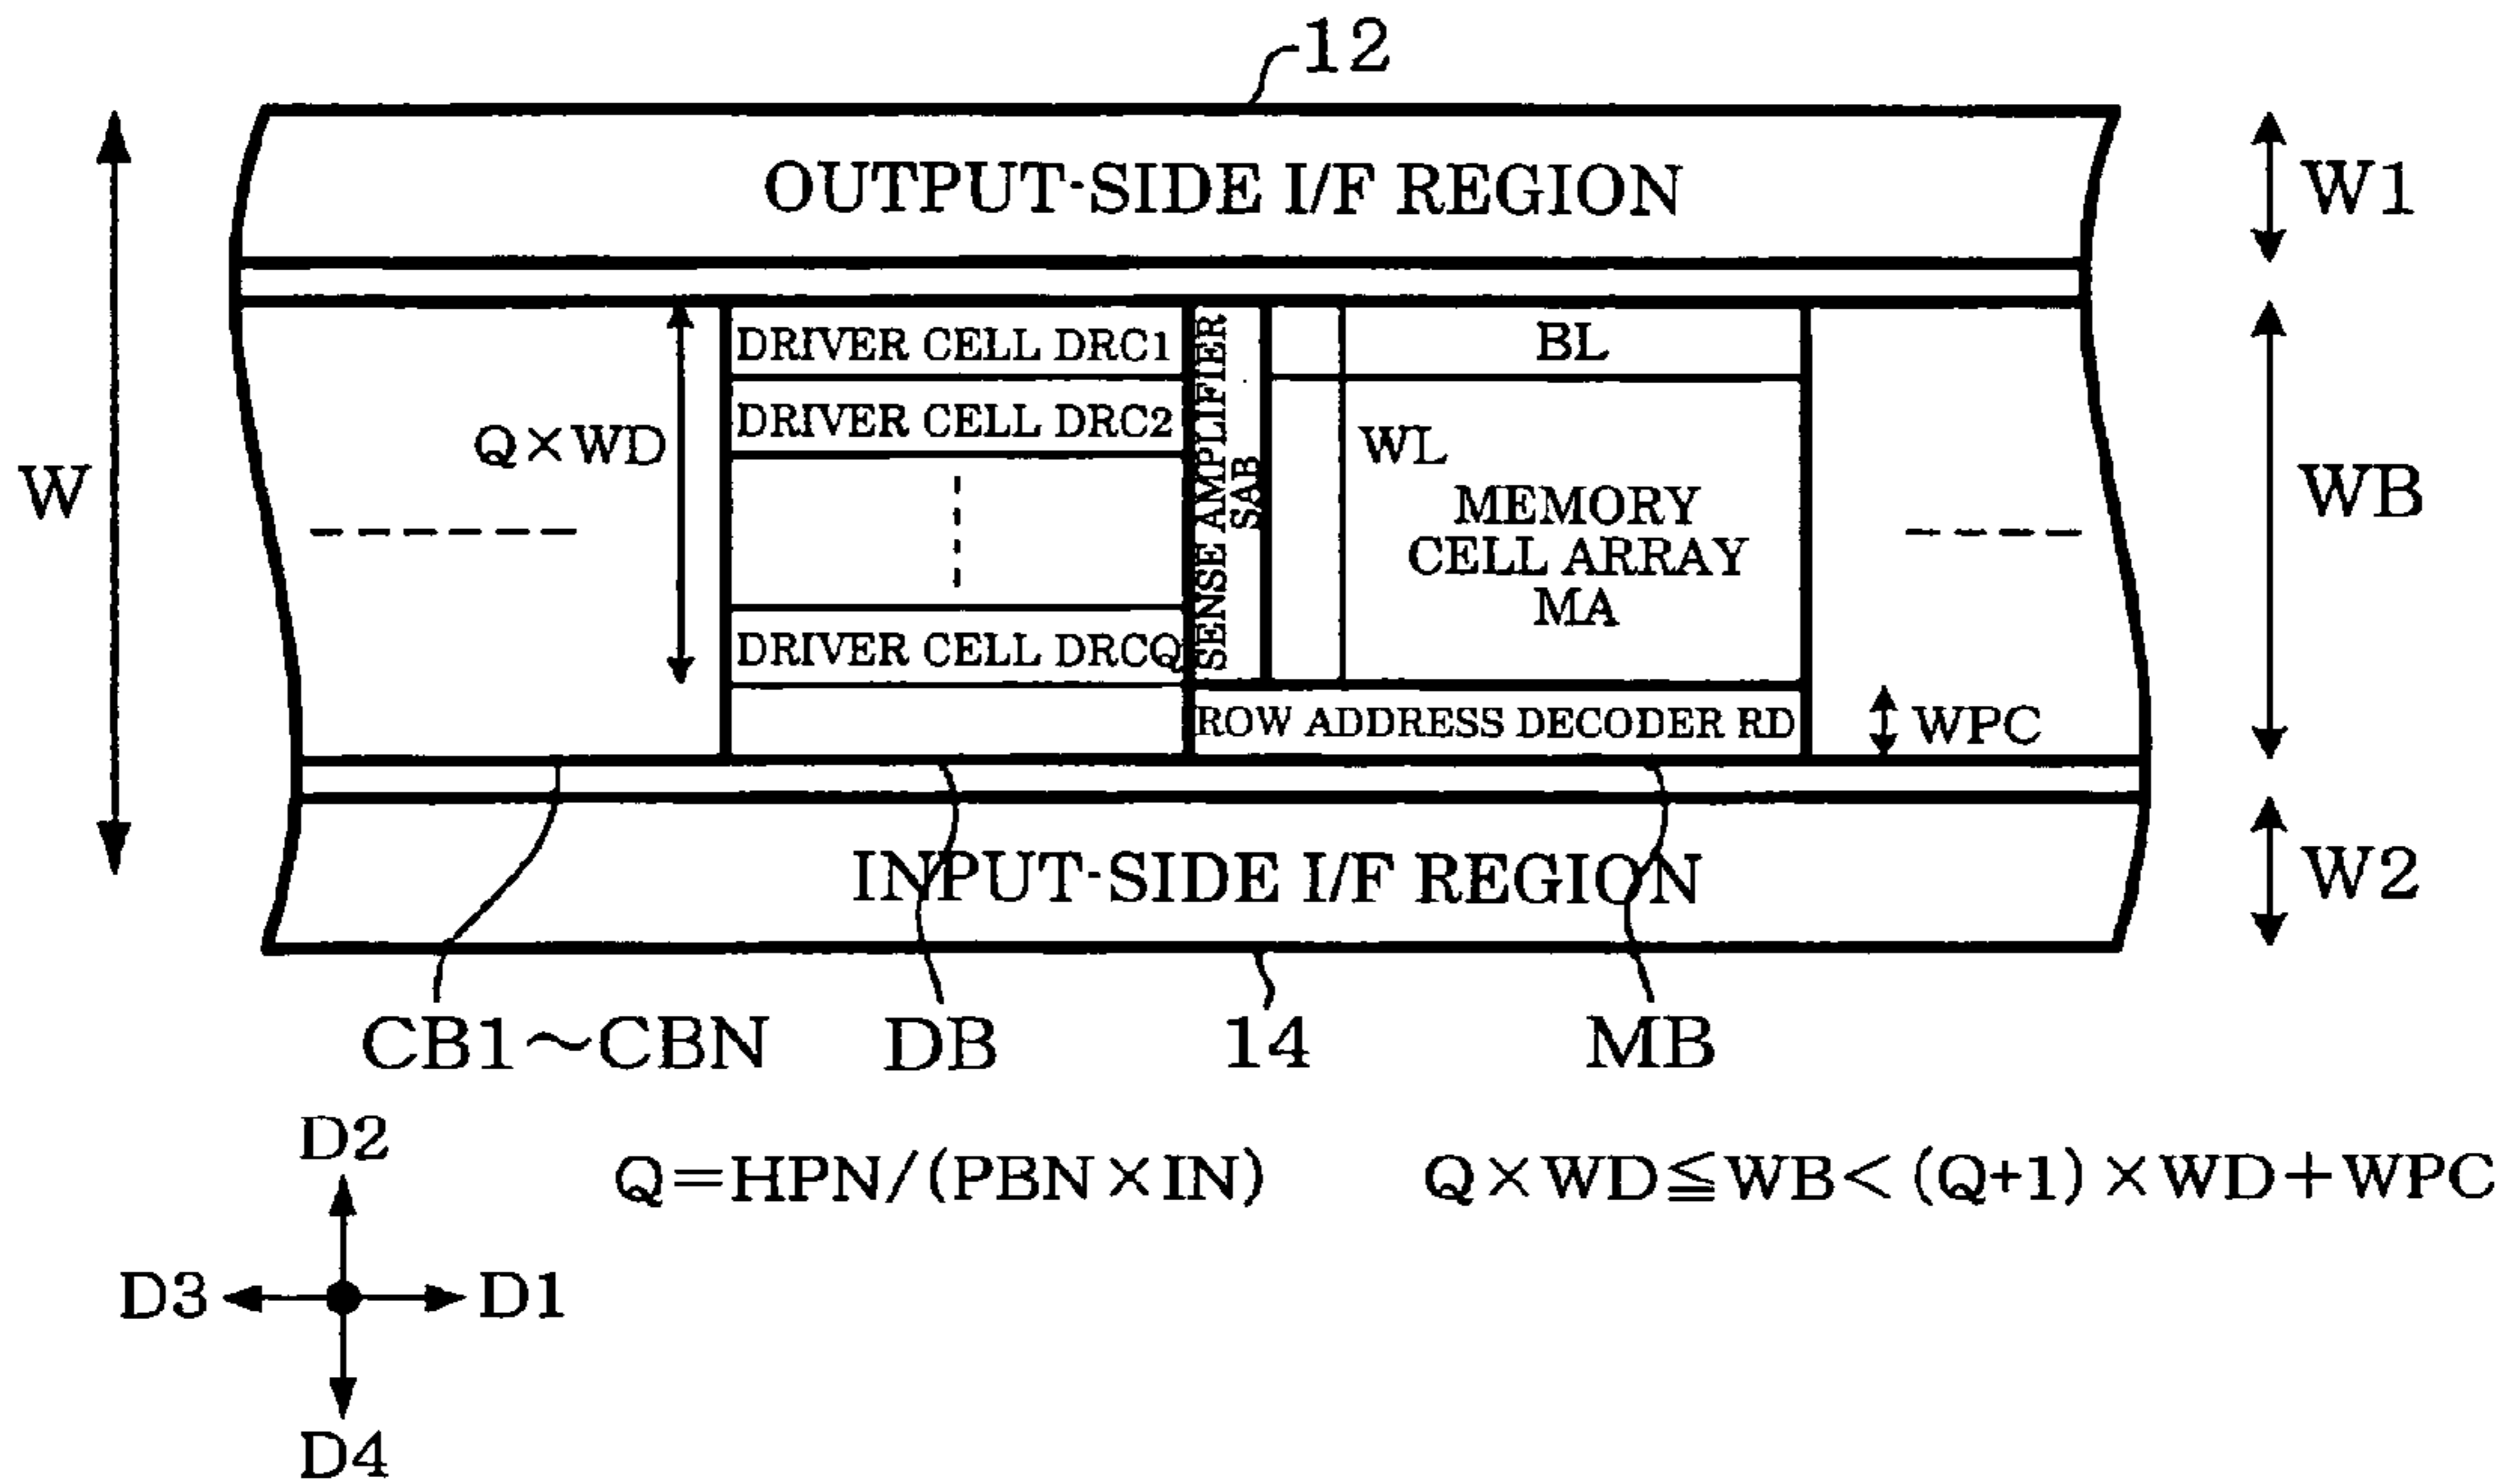 12
OUTPUT-SIDE I/F REGION
W1
DRIVER CELL DRC1
BL
DRIVER CELL DRC2
Q×WD
WL
SENSE AMPLIFIER
SAB
W
WB
MEMORY
CELL ARRAY
MA
DRIVER CELL DRCQ
ROW ADDRESS DECODER RD
WPC
INPUT-SIDE I/F REGION
W2
CB1～CBN
DB
14
MB
D2
Q=HPN/(PBN×IN)
Q×WD≦WB<(Q+1)×WD+WPC
D3
D1
D4